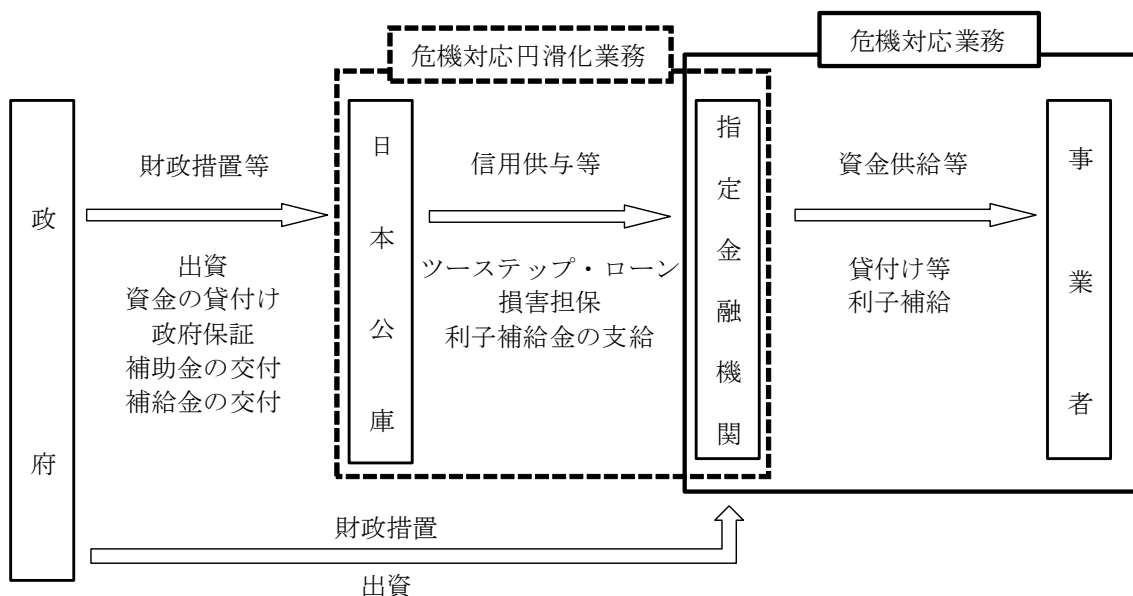 危機対応円滑化業務
危機対応業務
政府
財政措置等
出資
資金の貸付け
政府保証
補助金の交付
補給金の交付
日本公庫
信用供与等
ツーステップ・ローン
損害担保
利子補給金の支給
指定金融機関
資金供給等
貸付け等
利子補給
事業者
財政措置
出資